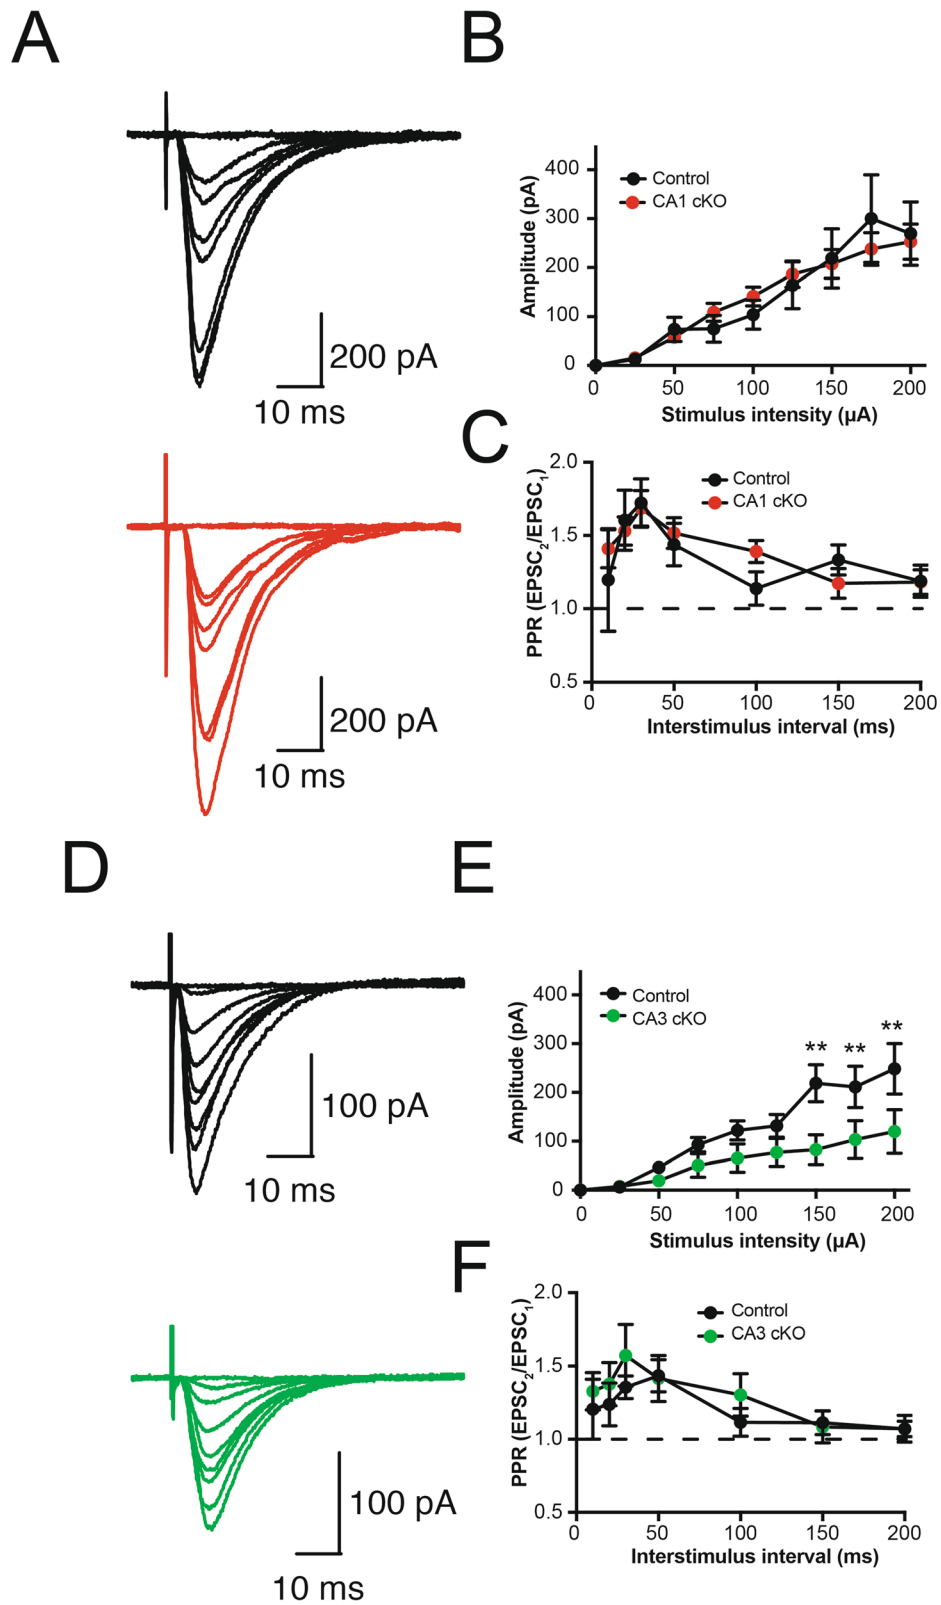 A
200 pA
10 ms
200 pA
10 ms
B
Amplitude (pA)
400
300
200
100
0
Control
CA1 cKO
0 50 100 150 200
Stimulus intensity (µA)
C
PPR (EPSC2/EPSC1)
2.0
1.5
1.0
0.5
Control
CA1 cKO
0 50 100 150 200
Interstimulus interval (ms)
D
100 pA
10 ms
100 pA
10 ms
E
Amplitude (pA)
400
300
200
100
0
Control
CA3 cKO
** ** **
0 50 100 150 200
Stimulus intensity (µA)
F
PPR (EPSC2/EPSC1)
2.0
1.5
1.0
0.5
Control
CA3 cKO
0 50 100 150 200
Interstimulus interval (ms)